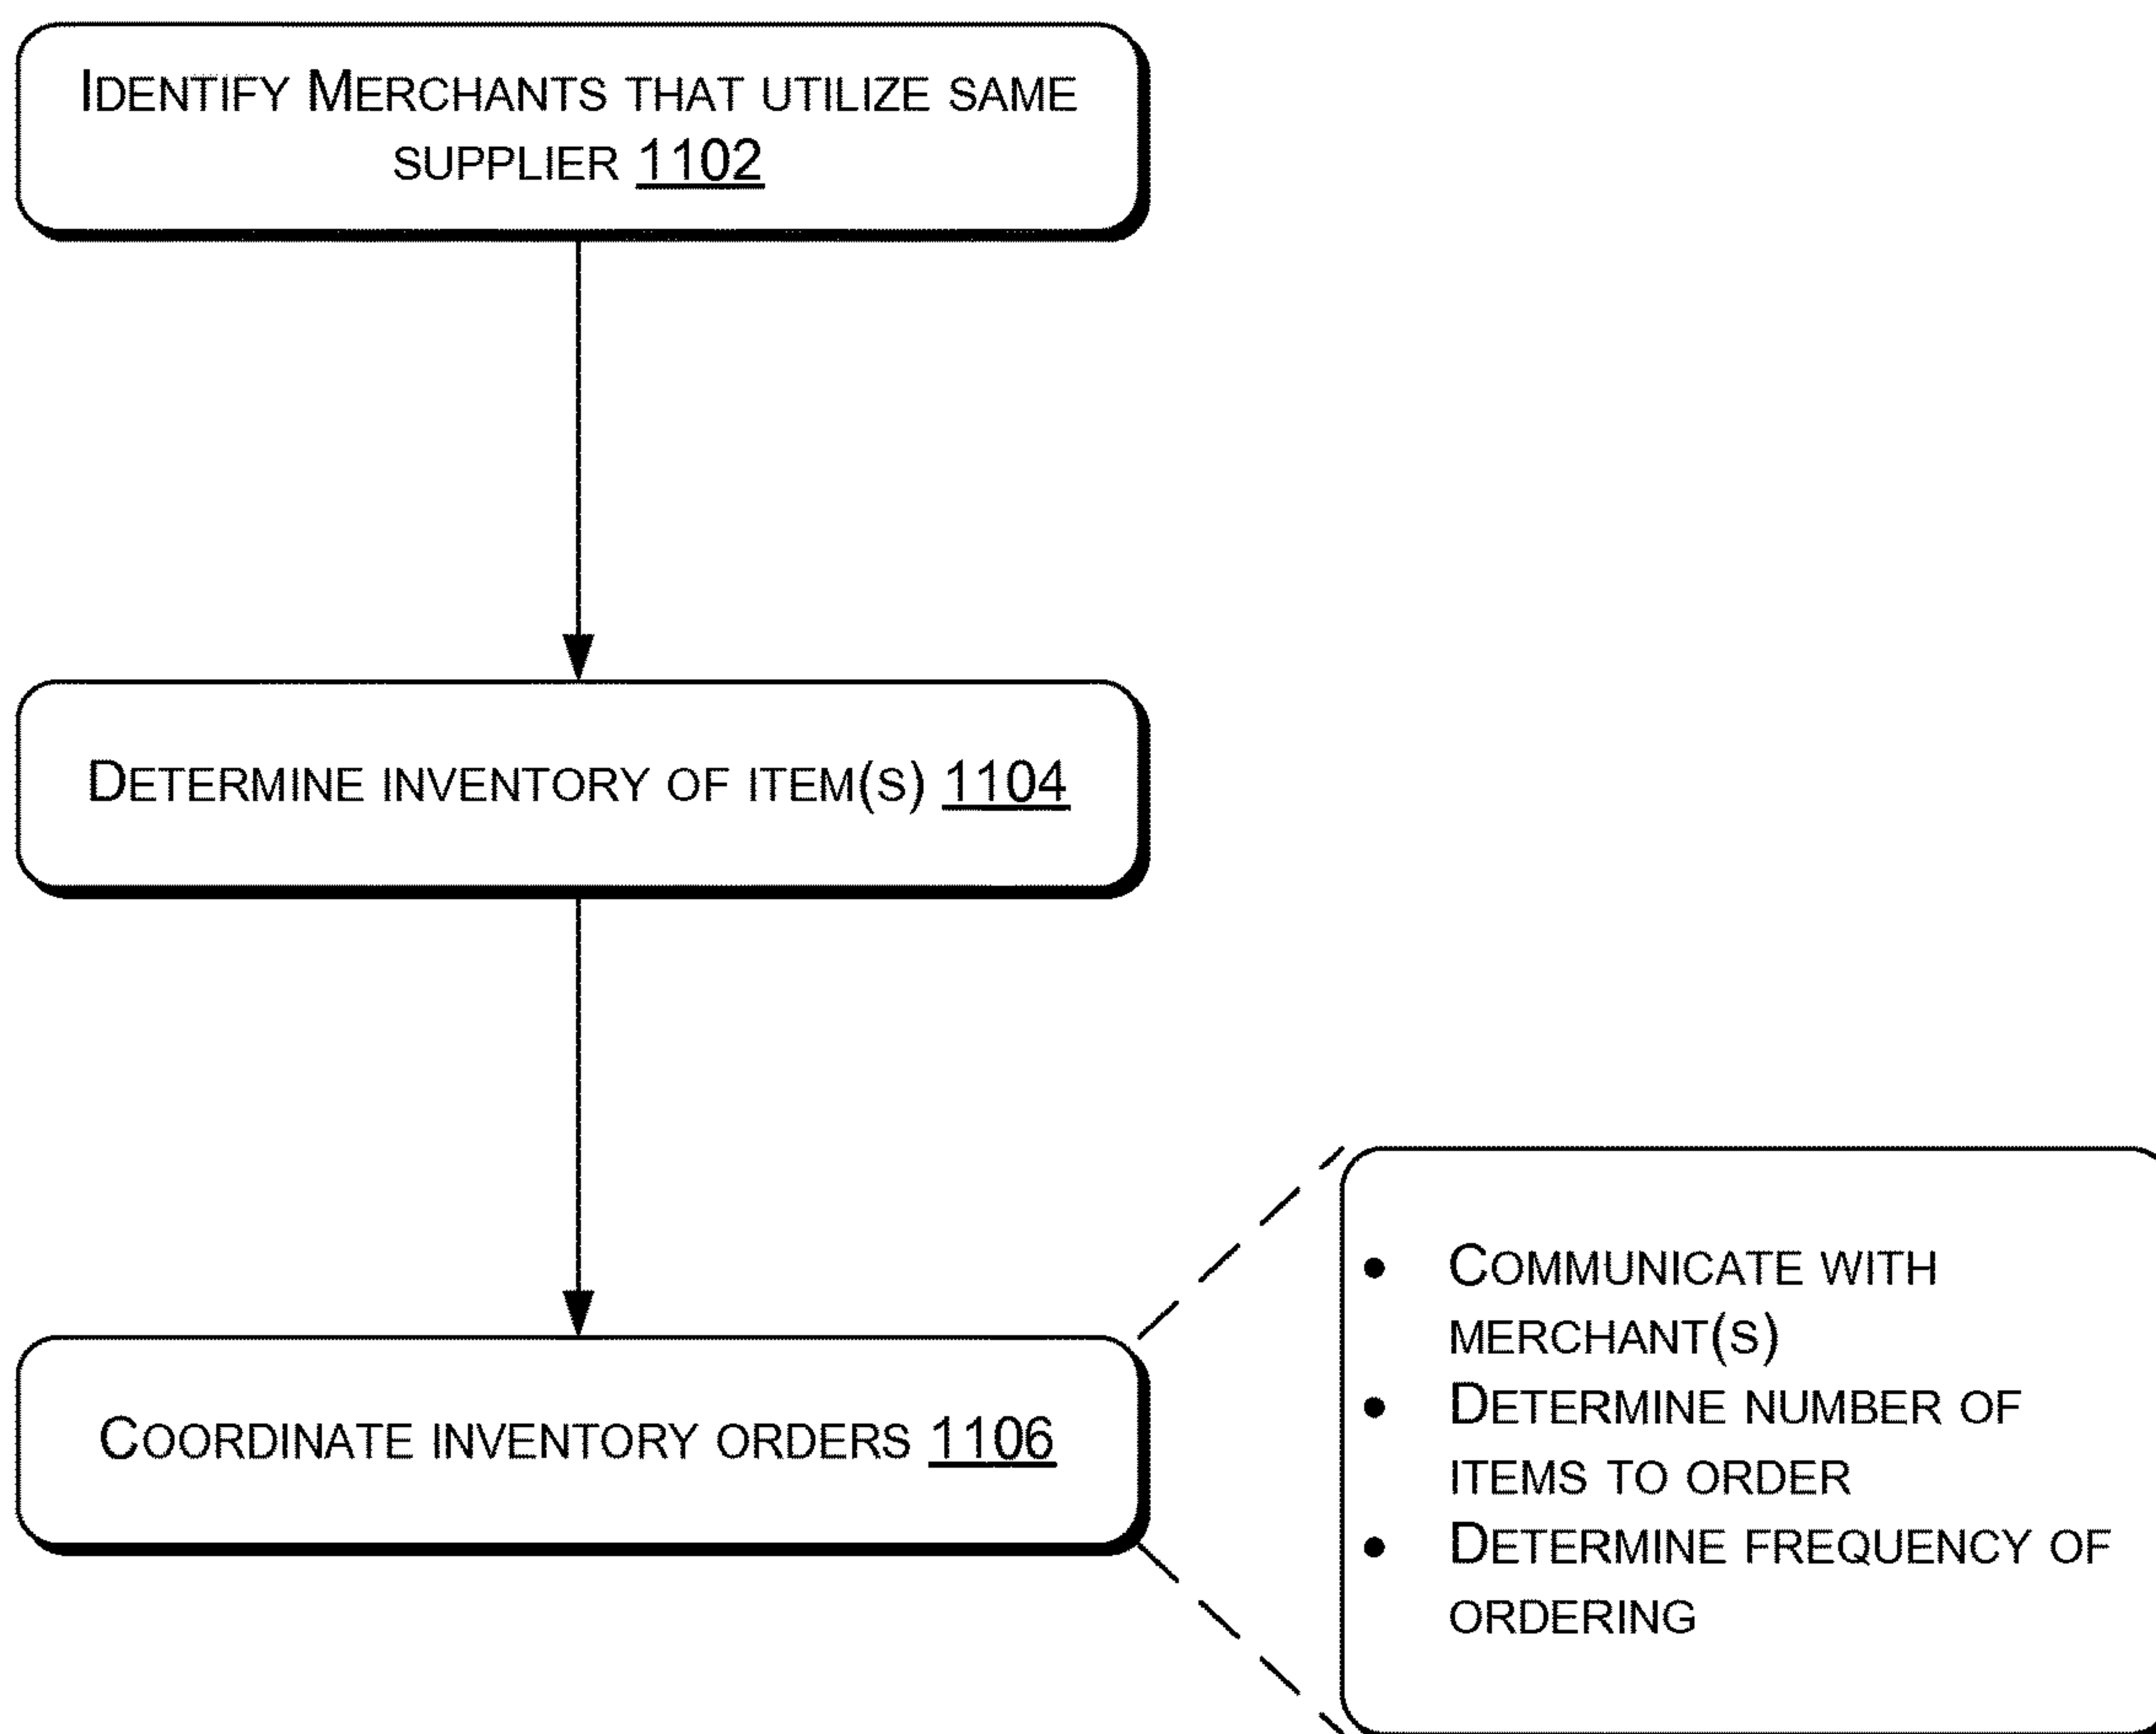 IDENTIFY MERCHANTS THAT UTILIZE SAME
SUPPLIER 1102
DETERMINE INVENTORY OF ITEM(S) 1104
COORDINATE INVENTORY ORDERS 1106
• COMMUNICATE WITH
MERCHANT(S)
• DETERMINE NUMBER OF
ITEMS TO ORDER
• DETERMINE FREQUENCY OF
ORDERING